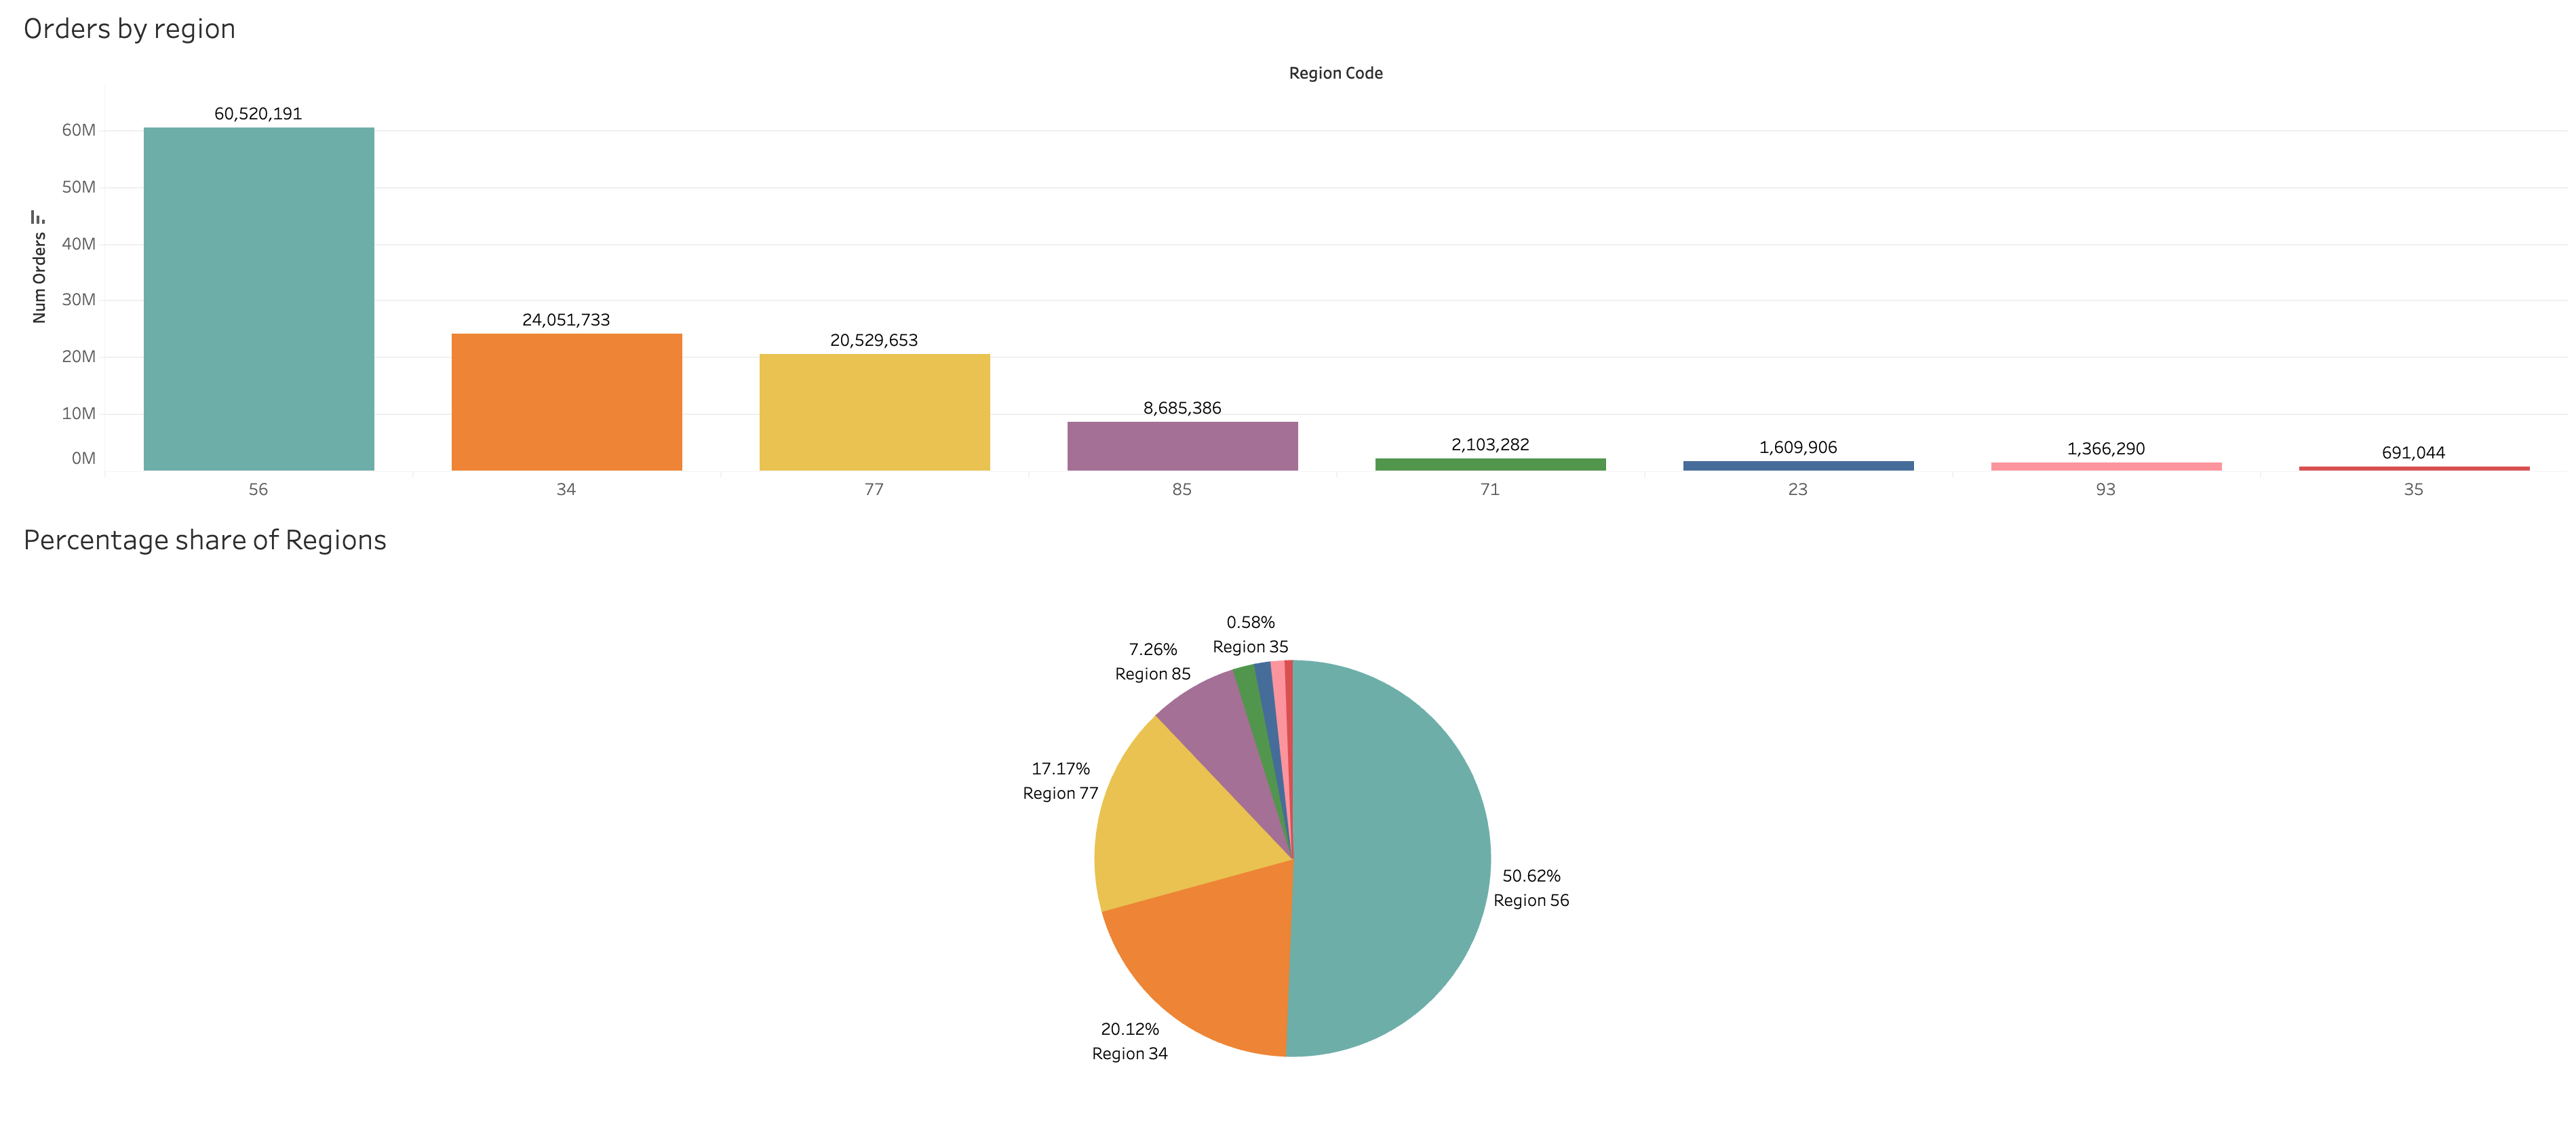 Orders by region
Region Code
Num Orders
60M
50M
40M
30M
20M
10M
0M
60,520,191
24,051,733
20,529,653
8,685,386
2,103,282
1,609,906
1,366,290
691,044
56 34 77 85 71 23 93 35
Percentage share of Regions
0.58%
Region 35
7.26%
Region 85
17.17%
Region 77
50.62%
Region 56
20.12%
Region 34